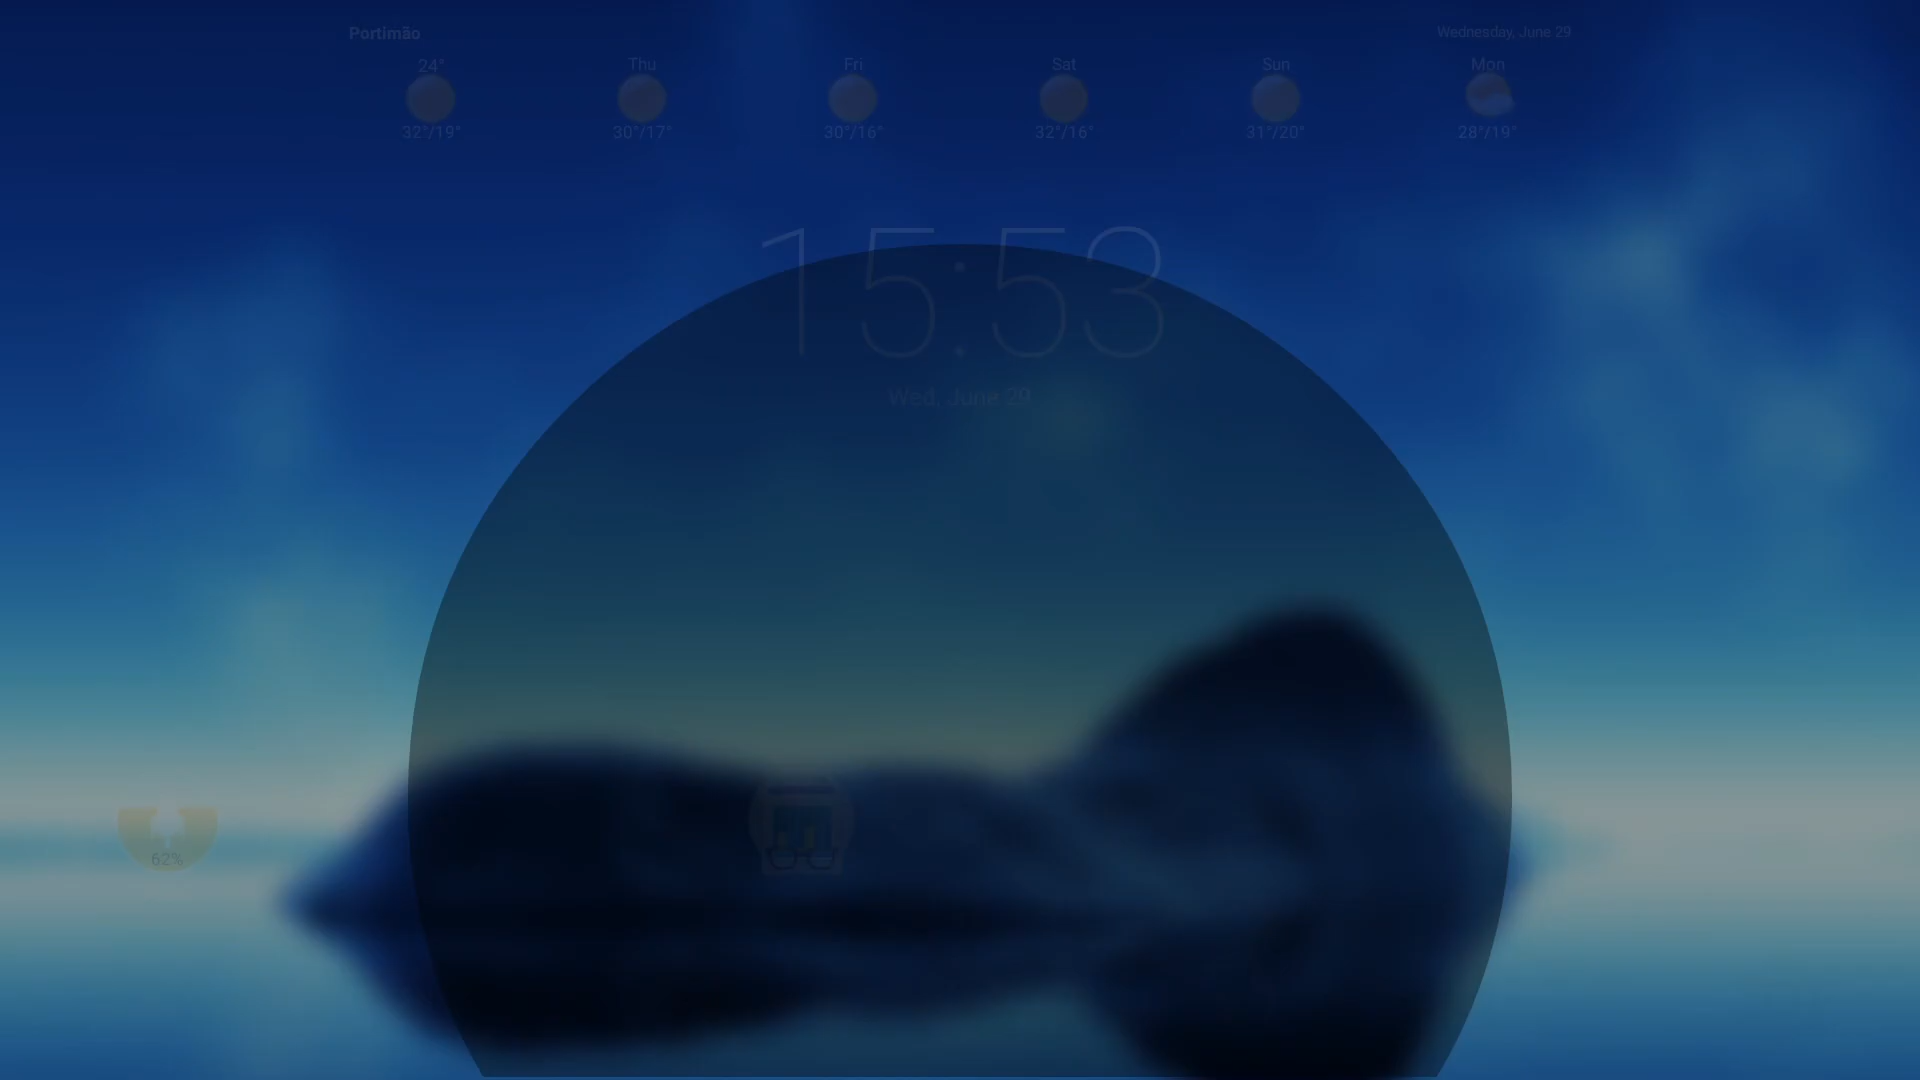 Portimão
Wednesday, June 29
24° Thu Fri Sat Sun Mon
32°/19° 30°/17° 30°/16° 32°/16° 31°/20° 28°/19°
15:53
Wed, June 29
62%